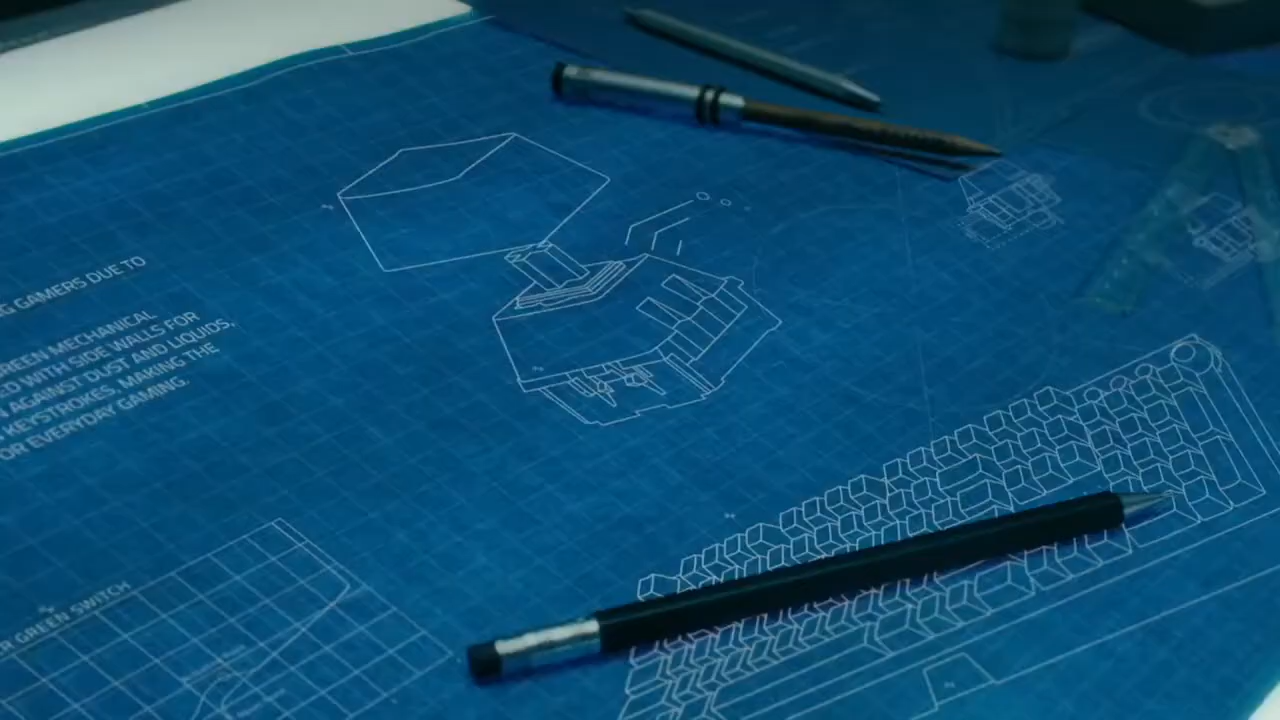 G GAMERS DUE TO
REEN MECHANICAL
ED WITH SIDE WALLS FOR
N AGAINST DUST AND LIQUIDS,
KEYSTROKES, MAKING THE
OR EVERYDAY GAMING.
R GREEN SWITCH